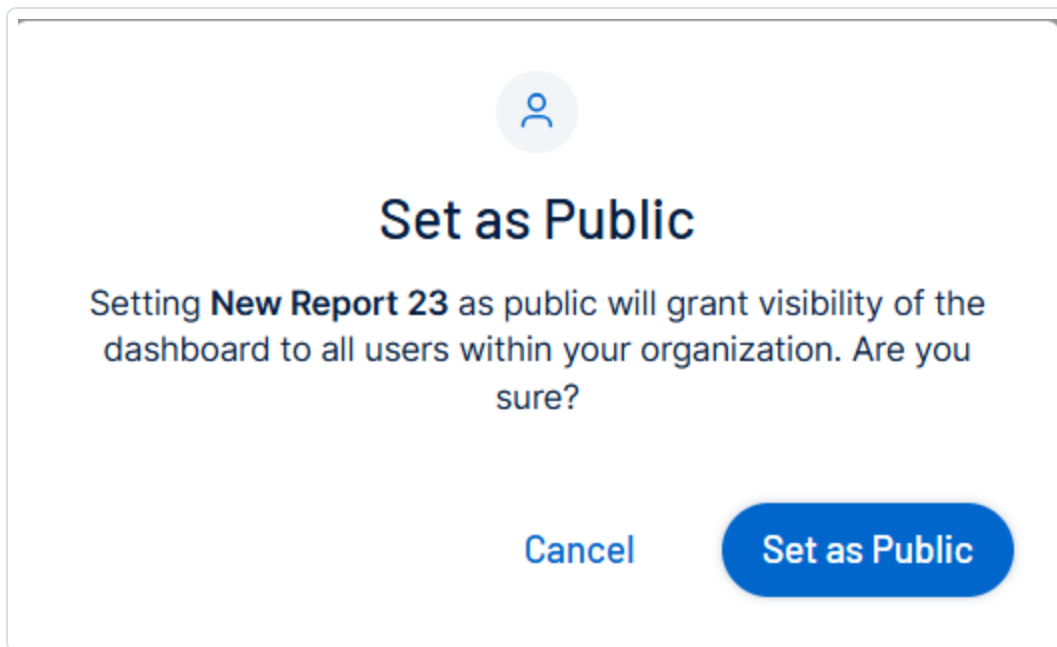 Set as Public
Setting New Report 23 as public will grant visibility of the
dashboard to all users within your organization. Are you
sure?
Cancel
Set as Public